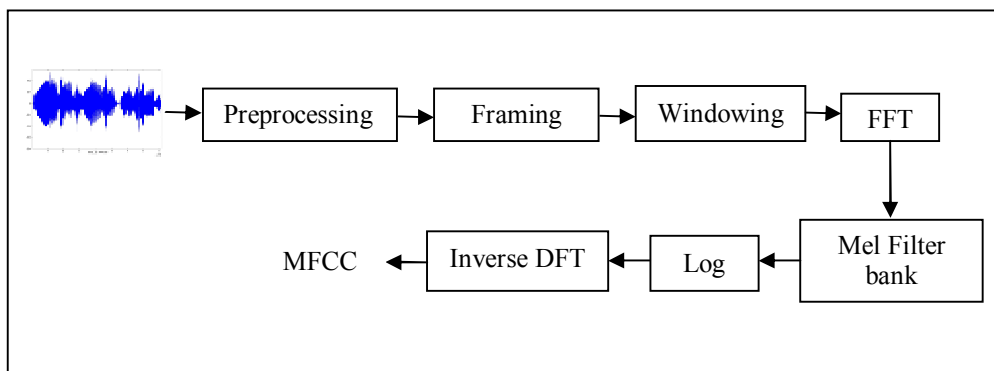 Preprocessing
Framing
Windowing
FFT
Mel Filter
bank
Log
Inverse DFT
MFCC